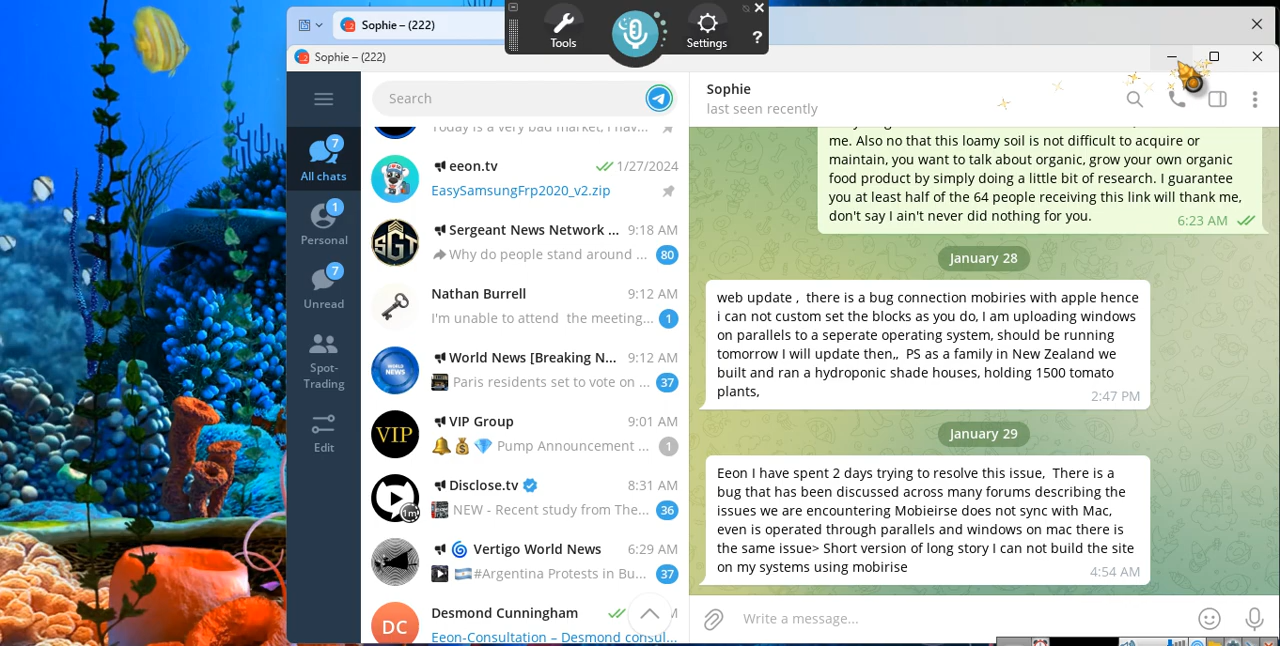 Sophie – (222)
Tools
Settings
?
Sophie – (222)
Search
Sophie
last seen recently
7
All chats
1
Personal
7
Unread
Spot-
Trading
Edit
eeon.tv 1/27/2024
EasySamsungFrp2020_v2.zip
SGT
Sergeant News Network ... 9:18 AM
Why do people stand around ... 80
Nathan Burrell 9:12 AM
I'm unable to attend the meeting... 1
WORLD
NEWS
World News [Breaking N... 9:12 AM
Paris residents set to vote on ... 37
VIP
VIP Group 9:01 AM
Pump Announcement ... 1
Disclose.tv 8:31 AM
1m
NEW - Recent study from The... 36
Vertigo World News 6:29 AM
#Argentina Protests in Bu... 37
DC
Desmond Cunningham
Eeon-Consultation – Desmond consul...
me. Also no that this loamy soil is not difficult to acquire or
maintain, you want to talk about organic, grow your own organic
food product by simply doing a little bit of research. I guarantee
you at least half of the 64 people receiving this link will thank me,
don't say I ain't never did nothing for you.
6:23 AM
January 28
web update , there is a bug connection mobiries with apple hence
i can not custom set the blocks as you do, I am uploading windows
on parallels to a seperate operating system, should be running
tomorrow I will update then,, PS as a family in New Zealand we
built and ran a hydroponic shade houses, holding 1500 tomato
plants,
2:47 PM
January 29
Eeon I have spent 2 days trying to resolve this issue, There is a
bug that has been discussed across many forums describing the
issues we are encountering Mobieirse does not sync with Mac,
even is operated through parallels and windows on mac there is
the same issue> Short version of long story I can not build the site
on my systems using mobirise
4:54 AM
Write a message...